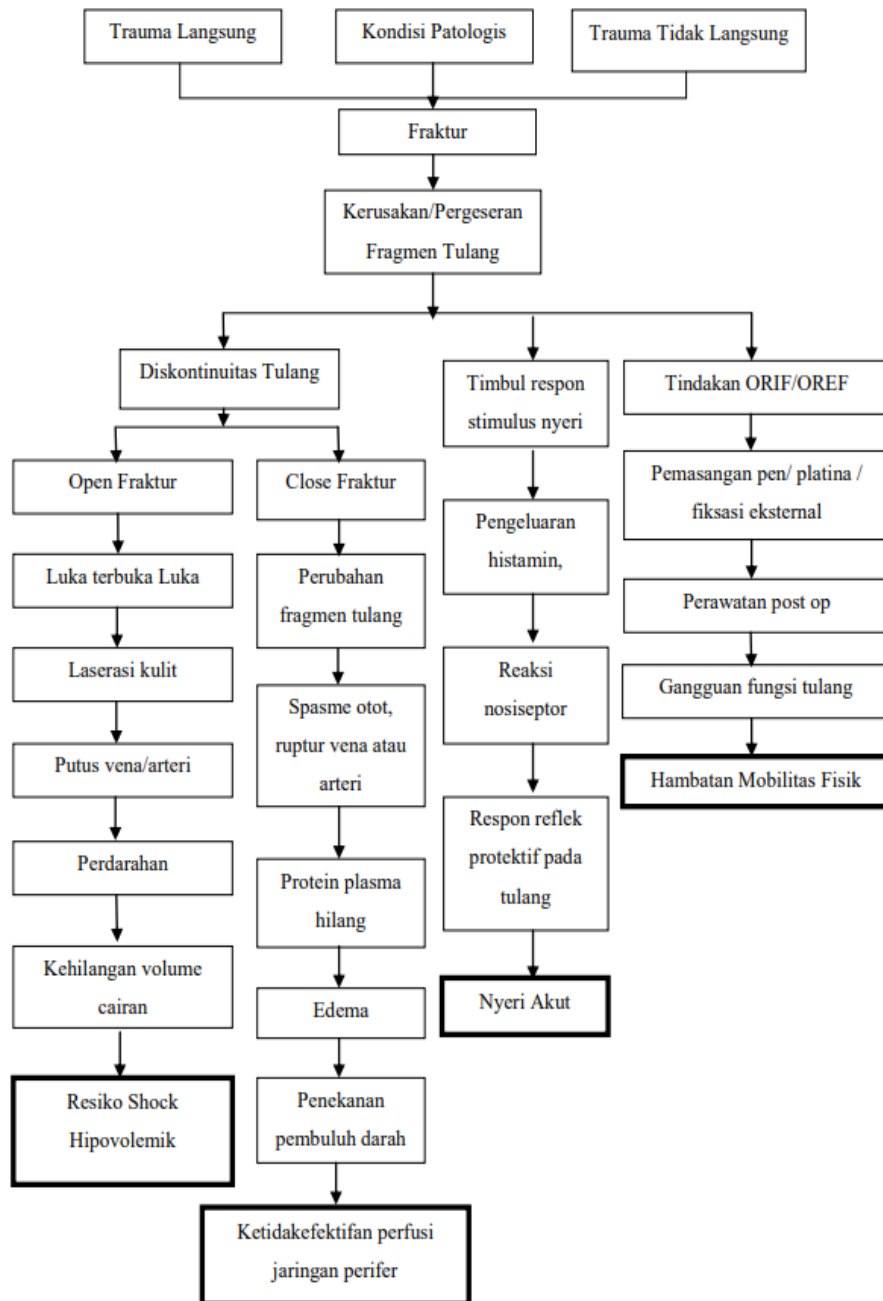 Trauma Langsung
Kondisi Patologis
Trauma Tidak Langsung
Fraktur
Kerusakan/Pergeseran
Fragmen Tulang
Diskontinuitas Tulang
Open Fraktur
Luka terbuka Luka
Laserasi kulit
Putus vena/arteri
Perdarahan
Kehilangan volume
cairan
Resiko Shock
Hipovolemik
Close Fraktur
Perubahan
fragmen tulang
Spasme otot,
ruptur vena atau
arteri
Protein plasma
hilang
Edema
Penekanan
pembuluh darah
Ketidakefektifan perfusi
jaringan perifer
Timbul respon
stimulus nyeri
Pengeluaran
histamin,
Reaksi
nosiseptor
Respon reflek
protektif pada
tulang
Nyeri Akut
Tindakan ORIF/OREF
Pemasangan pen/ platina /
fiksasi eksternal
Perawatan post op
Gangguan fungsi tulang
Hambatan Mobilitas Fisik